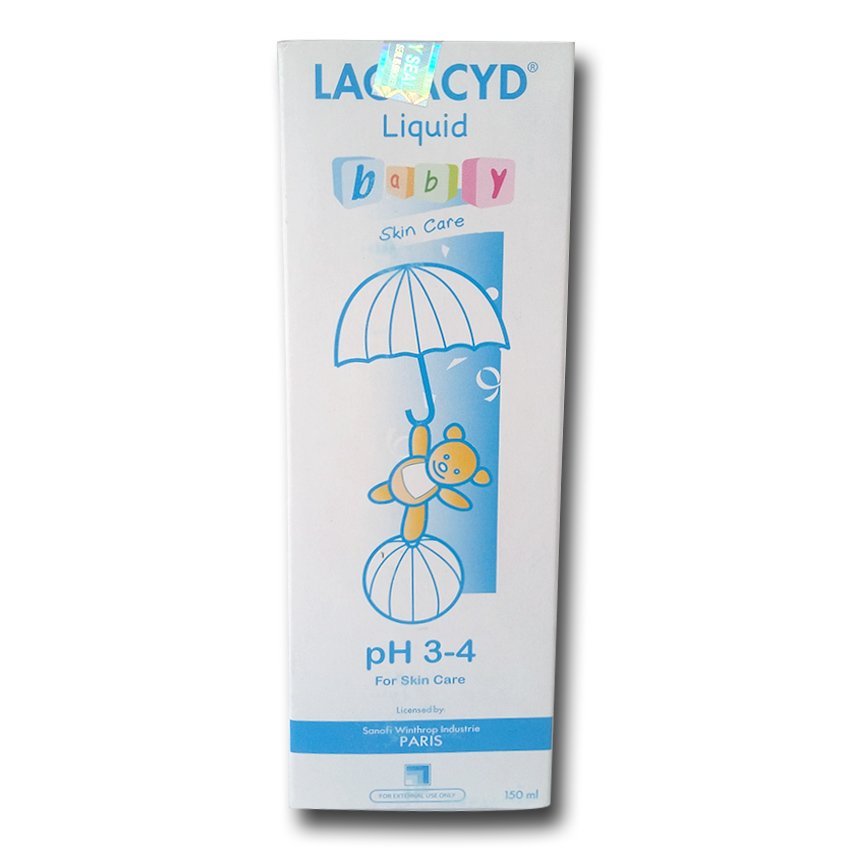 LACTACYD®
Liquid
baby
Skin Care
pH 3-4
For Skin Care
Licensed by:
Sanofi Winthrop Industrie
PARIS
FOR EXTERNAL USE ONLY
150 ml